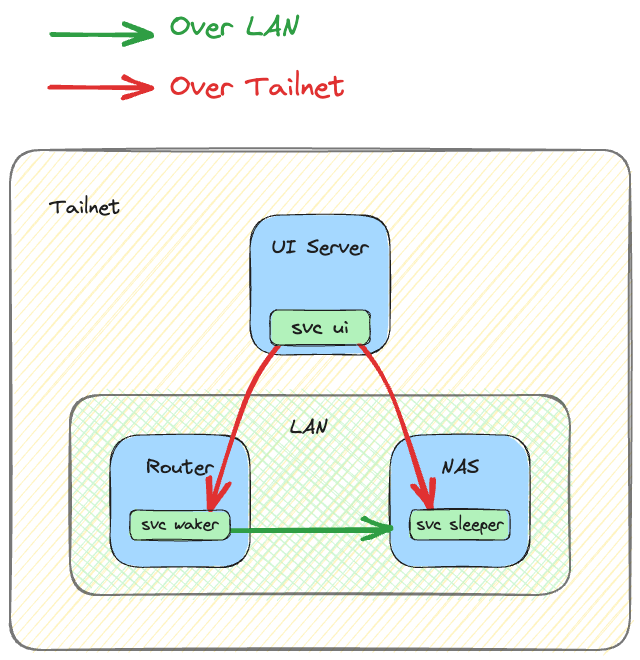 Over LAN
Over Tailnet
Tailnet
UI Server
svc ui
LAN
Router
NAS
svc waker
svc sleeper